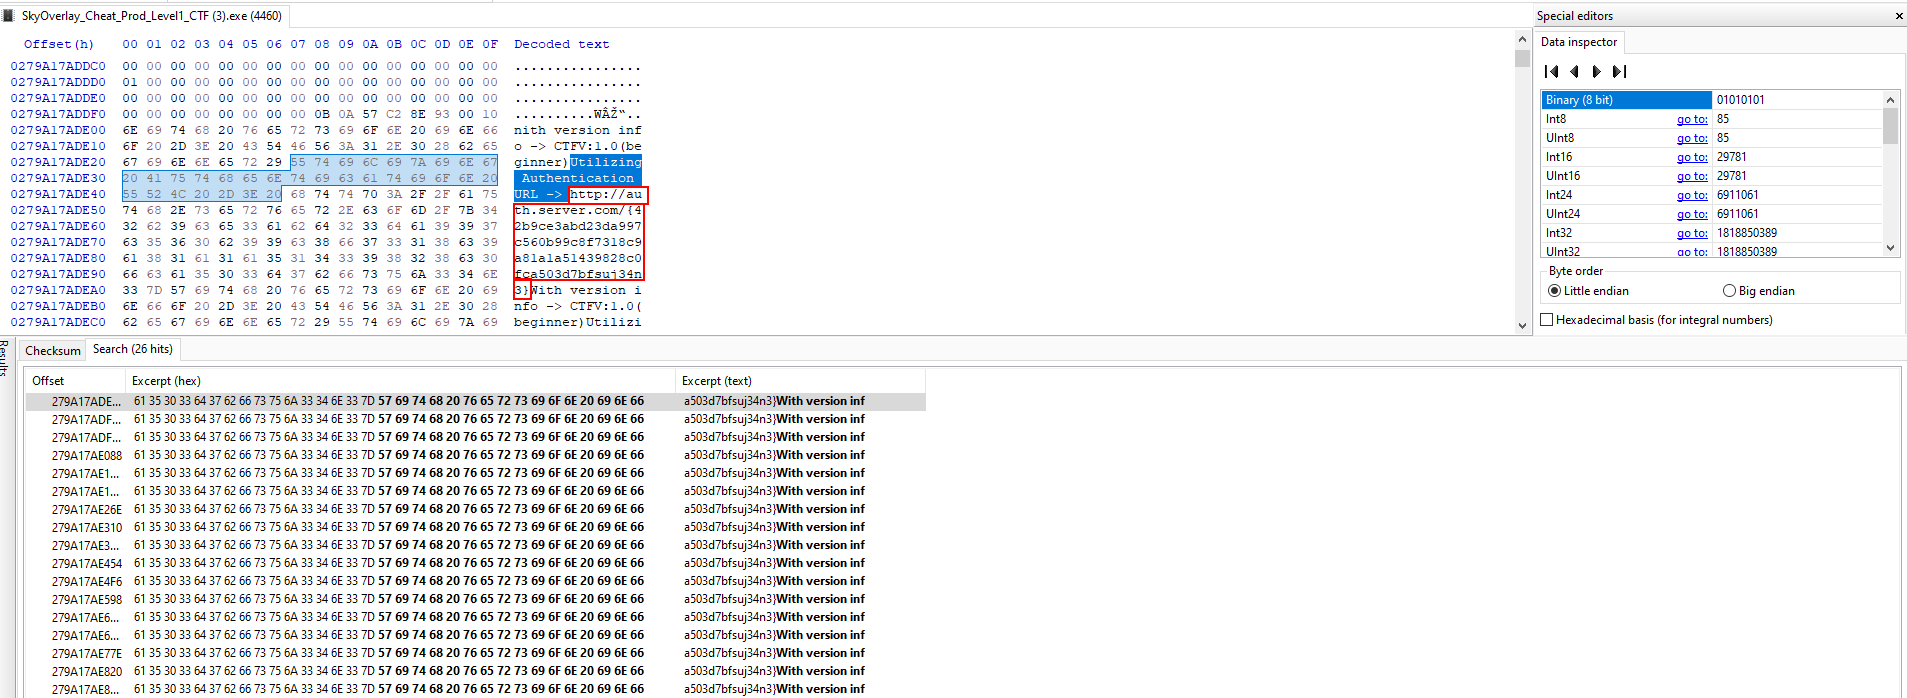 SkyOverlay_Cheat_Prod_Level1_CTF (3).exe (4460)
Offset(h) 00 01 02 03 04 05 06 07 08 09 0A 0B 0C 0D 0E 0F Decoded text
0279A17ADDC0 00 00 00 00 00 00 00 00 00 00 00 00 00 00 00 00 ................
0279A17ADDD0 01 00 00 00 00 00 00 00 00 00 00 00 00 00 00 00 ................
0279A17ADDE0 00 00 00 00 00 00 00 00 00 00 00 00 00 00 00 00 ................
0279A17ADDF0 00 00 00 00 00 00 00 00 0B 0A 57 C2 8E 93 00 10 ..........WÂŽ“..
0279A17ADE00 6E 69 74 68 20 76 65 72 73 69 6F 6E 20 69 6E 66 nith version inf
0279A17ADE10 6F 20 2D 3E 20 43 54 46 56 3A 31 2E 30 28 62 65 o -> CTFV:1.0(be
0279A17ADE20 67 69 6E 6E 65 72 29 55 74 69 6C 69 7A 69 6E 67 ginner)Utilizing
0279A17ADE30 20 41 75 74 68 65 6E 74 69 63 61 74 69 6F 6E 20 Authentication
0279A17ADE40 55 52 4C 20 2D 3E 20 68 74 74 70 3A 2F 2F 61 75 URL -> http://au
0279A17ADE50 74 68 2E 73 65 72 76 65 72 2E 63 6F 6D 2F 7B 34 th.server.com/{4
0279A17ADE60 32 62 39 63 65 33 61 62 64 32 33 64 61 39 39 37 2b9ce3abd23da997
0279A17ADE70 63 35 36 30 62 39 39 63 38 66 37 33 31 38 63 39 c560b99c8f7318c9
0279A17ADE80 61 38 31 61 31 61 35 31 34 33 39 38 32 38 63 30 a81a1a51439828c0
0279A17ADE90 66 63 61 35 30 33 64 37 62 66 73 75 6A 33 34 6E fca503d7bfsuj34n
0279A17ADEA0 33 7D 57 69 74 68 20 76 65 72 73 69 6F 6E 20 69 3}With version i
0279A17ADEB0 6E 66 6F 20 2D 3E 20 43 54 46 56 3A 31 2E 30 28 nfo -> CTFV:1.0(
0279A17ADEC0 62 65 67 69 6E 6E 65 72 29 55 74 69 6C 69 7A 69 beginner)Utilizi
Special editors
Data inspector
Binary (8 bit) 01010101
Int8 go to: 85
UInt8 go to: 85
Int16 go to: 29781
UInt16 go to: 29781
Int24 go to: 6911061
UInt24 go to: 6911061
Int32 go to: 1818850389
UInt32 go to: 1818850389
Byte order
Little endian Big endian
Hexadecimal basis (for integral numbers)
Results
Checksum Search (26 hits)
Offset Excerpt (hex) Excerpt (text)
279A17ADE... 61 35 30 33 64 37 62 66 73 75 6A 33 34 6E 33 7D 57 69 74 68 20 76 65 72 73 69 6F 6E 20 69 6E 66 a503d7bfsuj34n3}With version inf
279A17ADF... 61 35 30 33 64 37 62 66 73 75 6A 33 34 6E 33 7D 57 69 74 68 20 76 65 72 73 69 6F 6E 20 69 6E 66 a503d7bfsuj34n3}With version inf
279A17ADF... 61 35 30 33 64 37 62 66 73 75 6A 33 34 6E 33 7D 57 69 74 68 20 76 65 72 73 69 6F 6E 20 69 6E 66 a503d7bfsuj34n3}With version inf
279A17AE088 61 35 30 33 64 37 62 66 73 75 6A 33 34 6E 33 7D 57 69 74 68 20 76 65 72 73 69 6F 6E 20 69 6E 66 a503d7bfsuj34n3}With version inf
279A17AE1... 61 35 30 33 64 37 62 66 73 75 6A 33 34 6E 33 7D 57 69 74 68 20 76 65 72 73 69 6F 6E 20 69 6E 66 a503d7bfsuj34n3}With version inf
279A17AE1... 61 35 30 33 64 37 62 66 73 75 6A 33 34 6E 33 7D 57 69 74 68 20 76 65 72 73 69 6F 6E 20 69 6E 66 a503d7bfsuj34n3}With version inf
279A17AE26E 61 35 30 33 64 37 62 66 73 75 6A 33 34 6E 33 7D 57 69 74 68 20 76 65 72 73 69 6F 6E 20 69 6E 66 a503d7bfsuj34n3}With version inf
279A17AE310 61 35 30 33 64 37 62 66 73 75 6A 33 34 6E 33 7D 57 69 74 68 20 76 65 72 73 69 6F 6E 20 69 6E 66 a503d7bfsuj34n3}With version inf
279A17AE3... 61 35 30 33 64 37 62 66 73 75 6A 33 34 6E 33 7D 57 69 74 68 20 76 65 72 73 69 6F 6E 20 69 6E 66 a503d7bfsuj34n3}With version inf
279A17AE454 61 35 30 33 64 37 62 66 73 75 6A 33 34 6E 33 7D 57 69 74 68 20 76 65 72 73 69 6F 6E 20 69 6E 66 a503d7bfsuj34n3}With version inf
279A17AE4F6 61 35 30 33 64 37 62 66 73 75 6A 33 34 6E 33 7D 57 69 74 68 20 76 65 72 73 69 6F 6E 20 69 6E 66 a503d7bfsuj34n3}With version inf
279A17AE598 61 35 30 33 64 37 62 66 73 75 6A 33 34 6E 33 7D 57 69 74 68 20 76 65 72 73 69 6F 6E 20 69 6E 66 a503d7bfsuj34n3}With version inf
279A17AE6... 61 35 30 33 64 37 62 66 73 75 6A 33 34 6E 33 7D 57 69 74 68 20 76 65 72 73 69 6F 6E 20 69 6E 66 a503d7bfsuj34n3}With version inf
279A17AE6... 61 35 30 33 64 37 62 66 73 75 6A 33 34 6E 33 7D 57 69 74 68 20 76 65 72 73 69 6F 6E 20 69 6E 66 a503d7bfsuj34n3}With version inf
279A17AE77E 61 35 30 33 64 37 62 66 73 75 6A 33 34 6E 33 7D 57 69 74 68 20 76 65 72 73 69 6F 6E 20 69 6E 66 a503d7bfsuj34n3}With version inf
279A17AE820 61 35 30 33 64 37 62 66 73 75 6A 33 34 6E 33 7D 57 69 74 68 20 76 65 72 73 69 6F 6E 20 69 6E 66 a503d7bfsuj34n3}With version inf
279A17AE8... 61 35 30 33 64 37 62 66 73 75 6A 33 34 6E 33 7D 57 69 74 68 20 76 65 72 73 69 6F 6E 20 69 6E 66 a503d7bfsuj34n3}With version inf